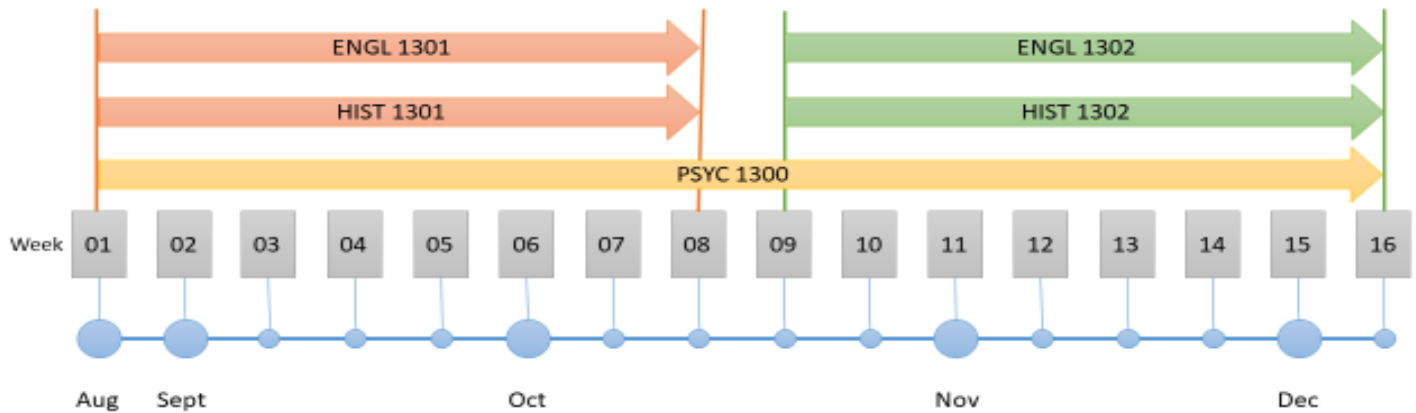 ENGL 1301 ENGL 1302
HIST 1301 HIST 1302
PSYC 1300
Week 01 02 03 04 05 06 07 08 09 10 11 12 13 14 15 16
Aug Sept Oct Nov Dec